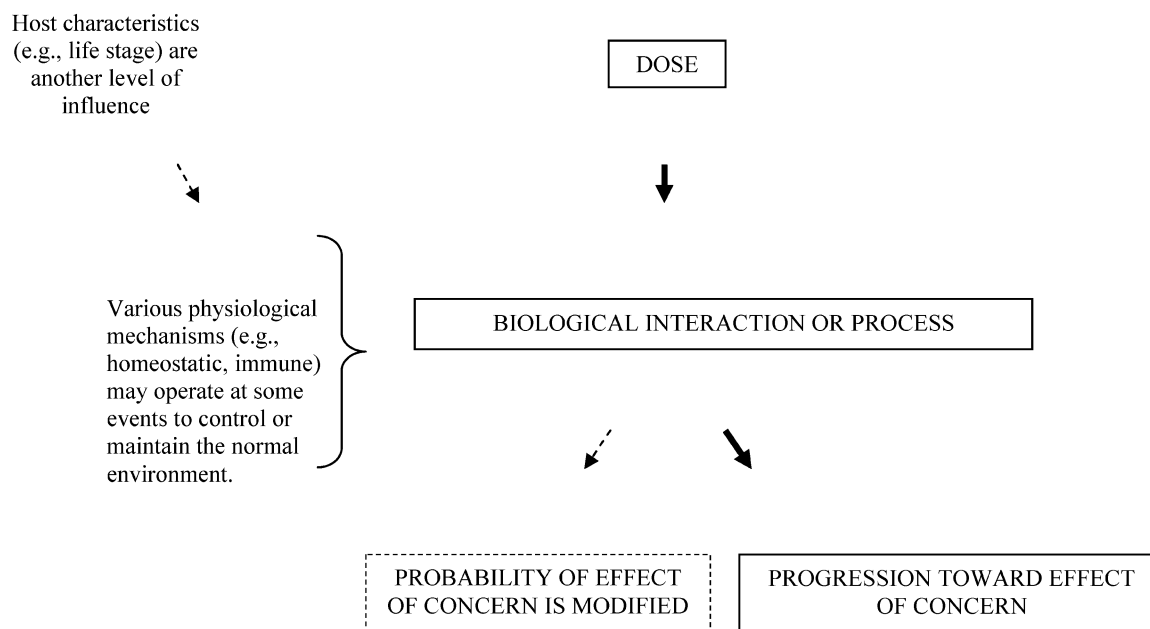 Host characteristics
(e.g., life stage) are
another level of
influence
DOSE
Various physiological
mechanisms (e.g.,
homeostatic, immune)
may operate at some
events to control or
maintain the normal
environment.
BIOLOGICAL INTERACTION OR PROCESS
PROBABILITY OF EFFECT
OF CONCERN IS MODIFIED
PROGRESSION TOWARD EFFECT
OF CONCERN